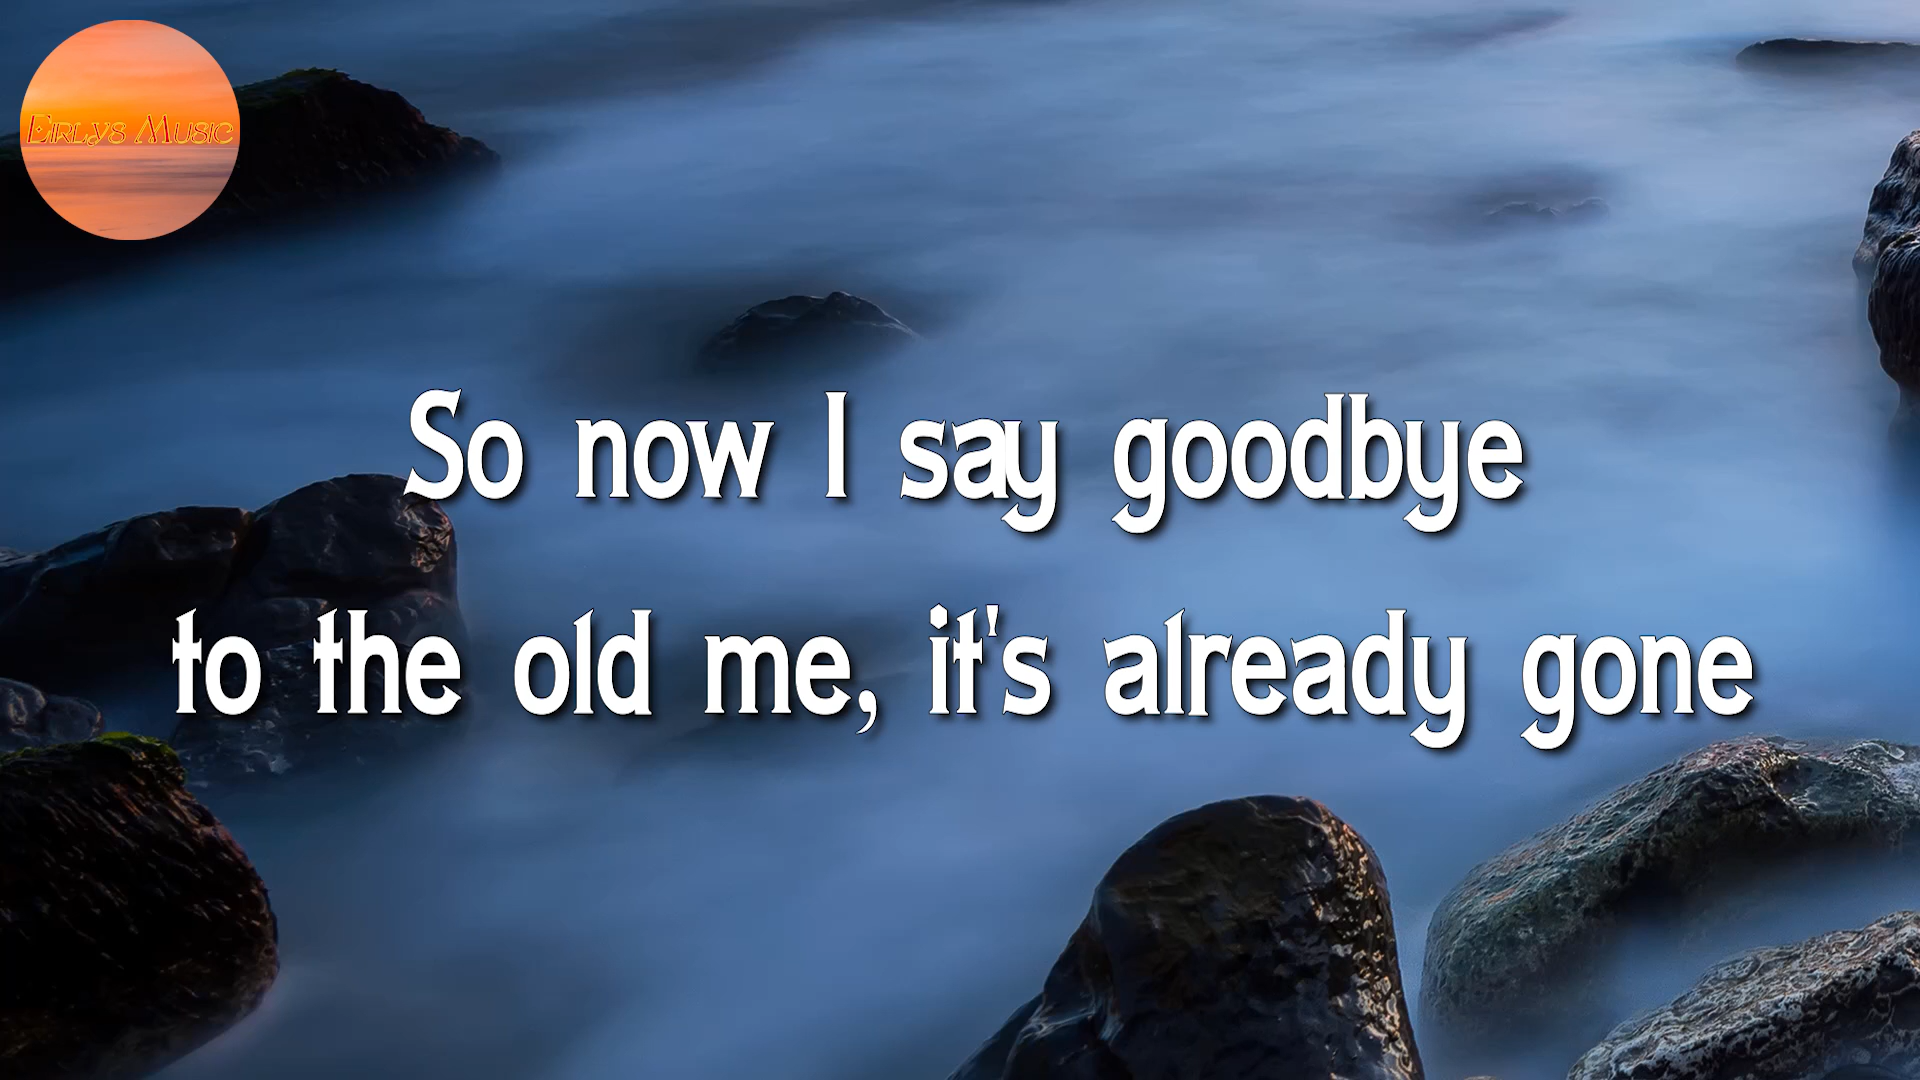 Eirlys Music
So now I say goodbye
to the old me, it's already gone